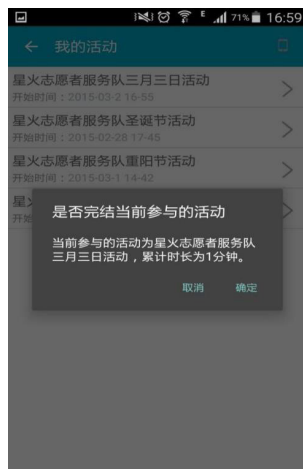 E 71% 16:59
我的活动
星火志愿者服务队三月三日活动
开始时间：2015-03-2 16-55
星火志愿者服务队圣诞节活动
开始时间：2015-02-28 17-45
星火志愿者服务队重阳节活动
开始时间：2015-03-1 14-42
星火
开始
是否完结当前参与的活动
当前参与的活动为星火志愿者服务队
三月三日活动，累计时长为1分钟。
取消 确定